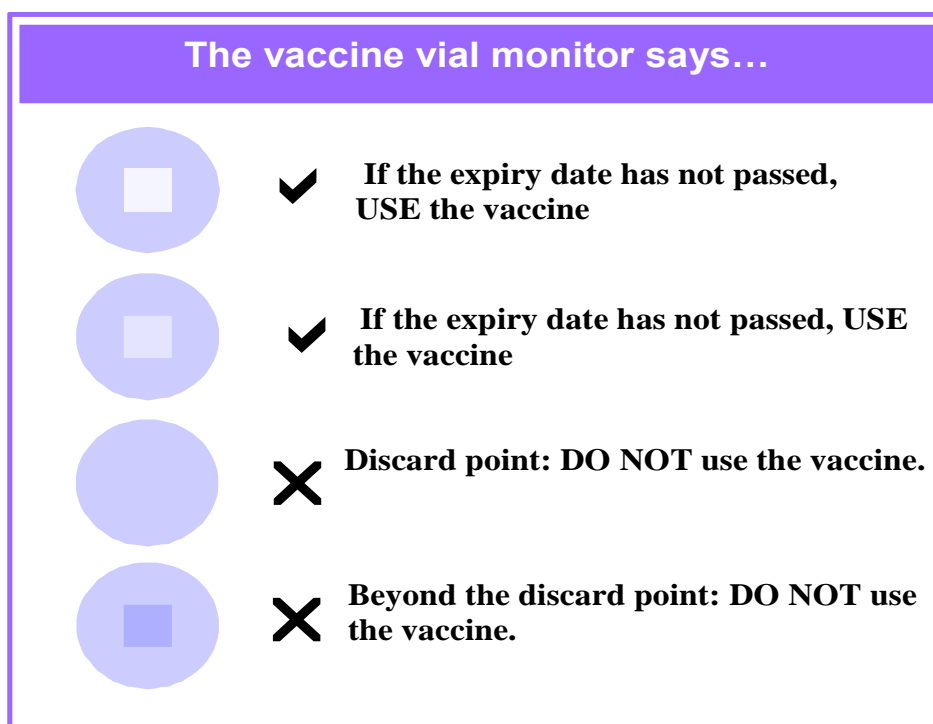 The vaccine vial monitor says…
If the expiry date has not passed,
USE the vaccine
If the expiry date has not passed, USE
the vaccine
Discard point: DO NOT use the vaccine.
Beyond the discard point: DO NOT use
the vaccine.